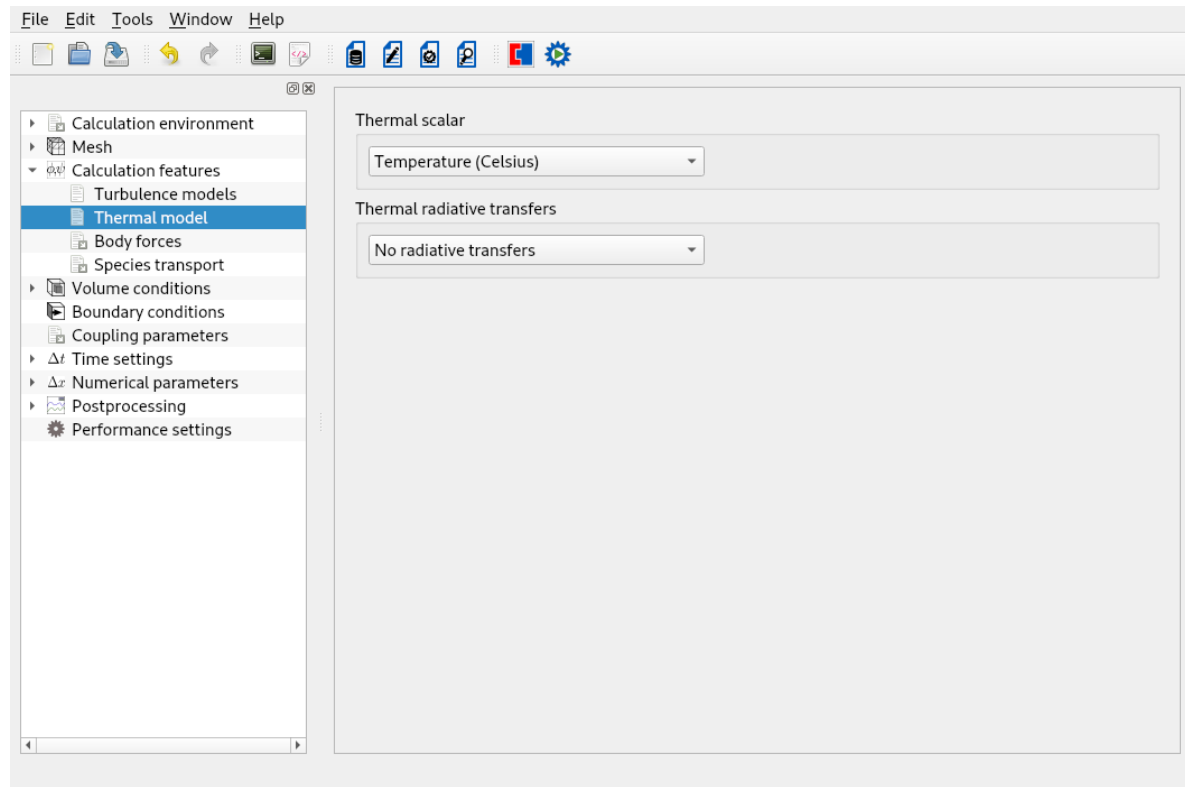 File Edit Tools Window Help
Calculation environment
Mesh
Calculation features
Turbulence models
Thermal model
Body forces
Species transport
Volume conditions
Boundary conditions
Coupling parameters
Δt Time settings
Δx Numerical parameters
Postprocessing
Performance settings
Thermal scalar
Temperature (Celsius)
Thermal radiative transfers
No radiative transfers